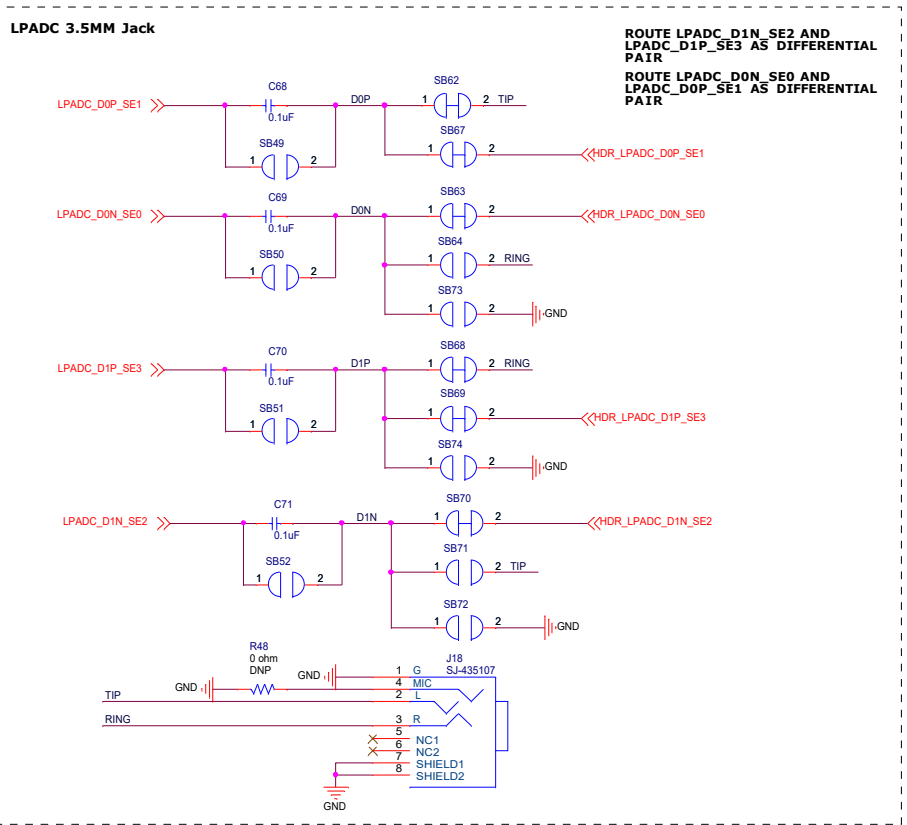 LPADC 3.5MM Jack
ROUTE LPADC_D1N_SE2 AND
LPADC_D1P_SE3 AS DIFFERENTIAL
PAIR
ROUTE LPADC_D0N_SE0 AND
LPADC_D0P_SE1 AS DIFFERENTIAL
PAIR
C68
SB62
LPADC_D0P_SE1
D0P
1 2 TIP
0.1uF
SB49
SB67
1 2
1 2
HDR_LPADC_D0P_SE1
C69
SB63
LPADC_D0N_SE0
D0N
1 2
HDR_LPADC_D0N_SE0
0.1uF
SB50
SB64
1 2
1 2 RING
SB73
1 2
GND
C70
SB68
LPADC_D1P_SE3
D1P
1 2 RING
0.1uF
SB51
SB69
1 2
1 2
HDR_LPADC_D1P_SE3
SB74
1 2
GND
C71
SB70
LPADC_D1N_SE2
D1N
1 2
HDR_LPADC_D1N_SE2
0.1uF
SB52
SB71
1 2
1 2 TIP
SB72
1 2
GND
R48
0 ohm
DNP
J18
SJ-435107
GND
1 G
GND
4 MIC
TIP
2 L
RING
3 R
5 NC1
6 NC2
7 SHIELD1
8 SHIELD2
GND